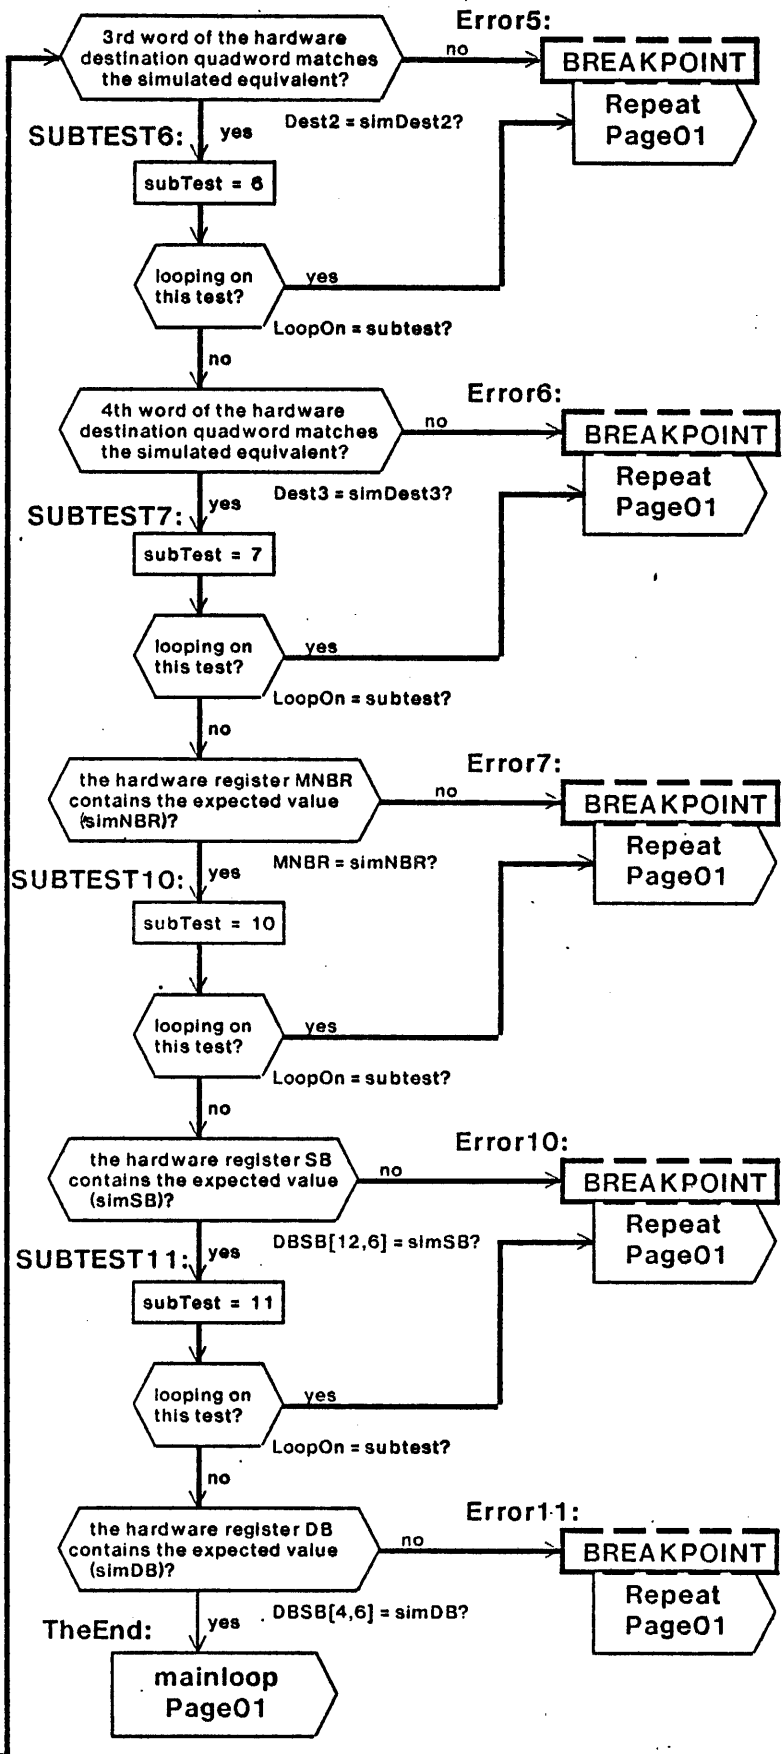 Error5:
3rd word of the hardware
destination quadword matches
the simulated equivalent?
no
BREAKPOINT
Repeat
Page01
Dest2 = simDest2?
SUBTEST6:
yes
subTest = 6
looping on
this test?
yes
LoopOn = subtest?
no
Error6:
4th word of the hardware
destination quadword matches
the simulated equivalent?
no
BREAKPOINT
Repeat
Page01
Dest3 = simDest3?
SUBTEST7:
yes
subTest = 7
looping on
this test?
yes
LoopOn = subtest?
no
Error7:
the hardware register MNBR
contains the expected value
(simNBR)?
no
BREAKPOINT
Repeat
Page01
MNBR = simNBR?
SUBTEST10:
yes
subTest = 10
looping on
this test?
yes
LoopOn = subtest?
no
Error10:
the hardware register SB
contains the expected value
(simSB)?
no
BREAKPOINT
Repeat
Page01
DBSB[12,6] = simSB?
SUBTEST11:
yes
subTest = 11
looping on
this test?
yes
LoopOn = subtest?
no
Error11:
the hardware register DB
contains the expected value
(simDB)?
no
BREAKPOINT
Repeat
Page01
DBSB[4,6] = simDB?
TheEnd:
yes
mainloop
Page01